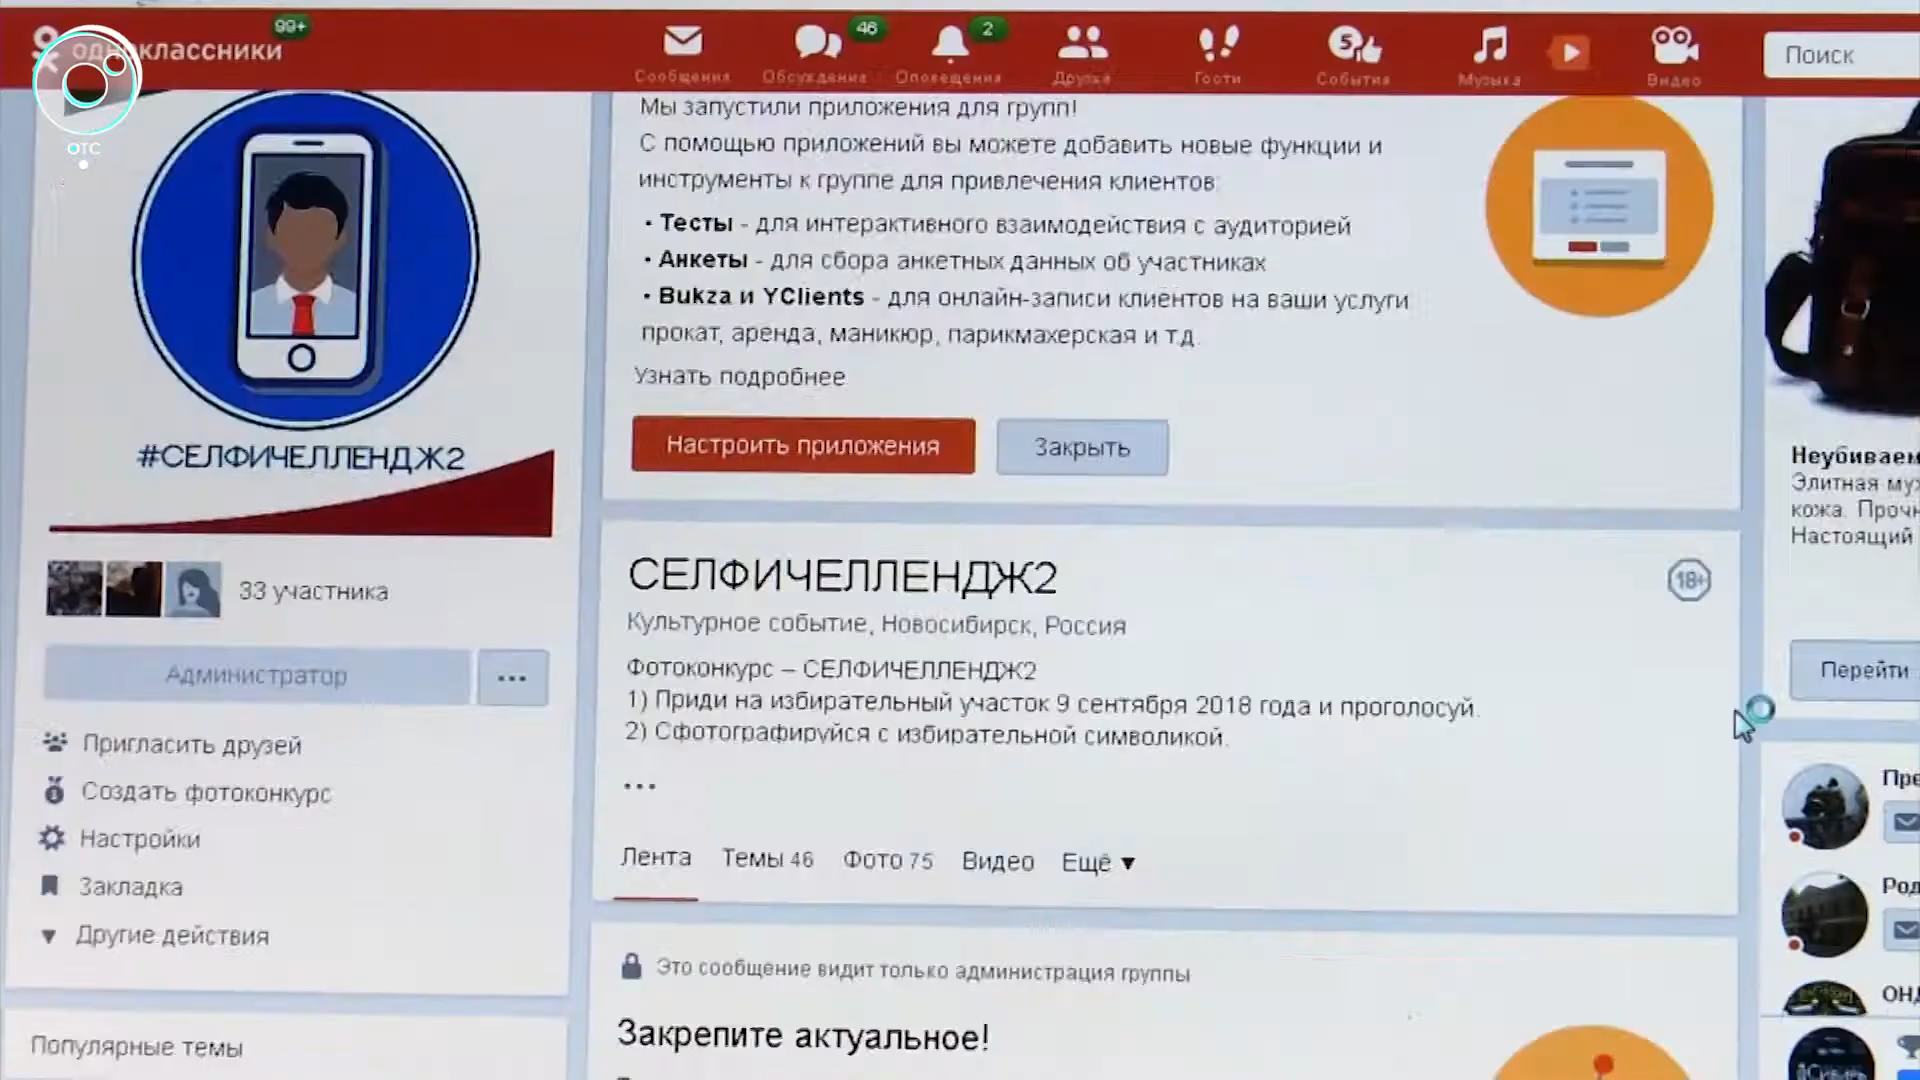 одноклассники
99+
Сообщения
Обсуждения
46
Оповещения
2
Друзья
Гости
События
5
Музыка
Видео
Поиск
ОТС
#СЕЛФИЧЕЛЛЕНДЖ2
33 участника
Администратор
...
Пригласить друзей
Создать фотоконкурс
Настройки
Закладка
Другие действия
Популярные темы
Мы запустили приложения для групп!
С помощью приложений вы можете добавить новые функции и
инструменты к группе для привлечения клиентов:
• Тесты - для интерактивного взаимодействия с аудиторией
• Анкеты - для сбора анкетных данных об участниках
• Bukza и YClients - для онлайн-записи клиентов на ваши услуги
прокат, аренда, маникюр, парикмахерская и т.д.
Узнать подробнее
Настроить приложения
Закрыть
СЕЛФИЧЕЛЛЕНДЖ2
18+
Культурное событие, Новосибирск, Россия
Фотоконкурс – СЕЛФИЧЕЛЛЕНДЖ2
1) Приди на избирательный участок 9 сентября 2018 года и проголосуй.
2) Сфотографируйся с избирательной символикой.
...
Лента Темы 46 Фото 75 Видео Ещё ▼
Это сообщение видит только администрация группы
Закрепите актуальное!
Неубиваем
Элитная му
кожа. Проч
Настоящий
Перейти
Пре
Род
ОНД